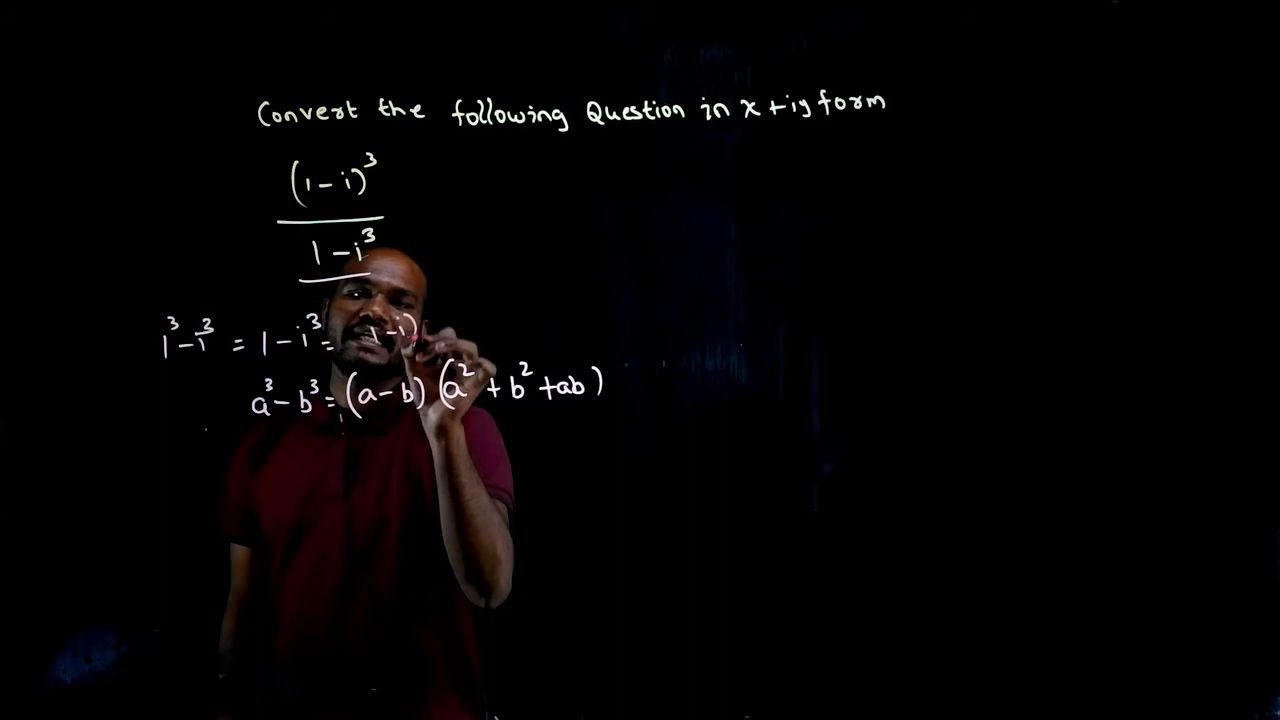 Convert the following Question in x + iy form
(1 - i)³
1 - i³
1³ - i³ = 1 - i³ = (1 - i)
a³ - b³ = (a - b) (a² + b² + ab)